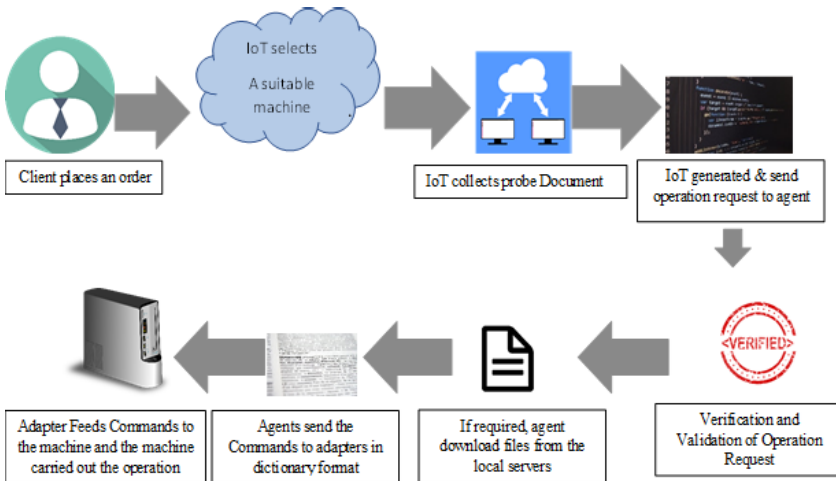 IoT selects
A suitable
machine
Client places an order
IoT collects probe Document
IoT generated & send
operation request to agent
<VERIFIED>
Verification and
Validation of Operation
Request
If required, agent
download files from the
local servers
Agents send the
Commands to adapters in
dictionary format
Adapter Feeds Commands to
the machine and the machine
carried out the operation